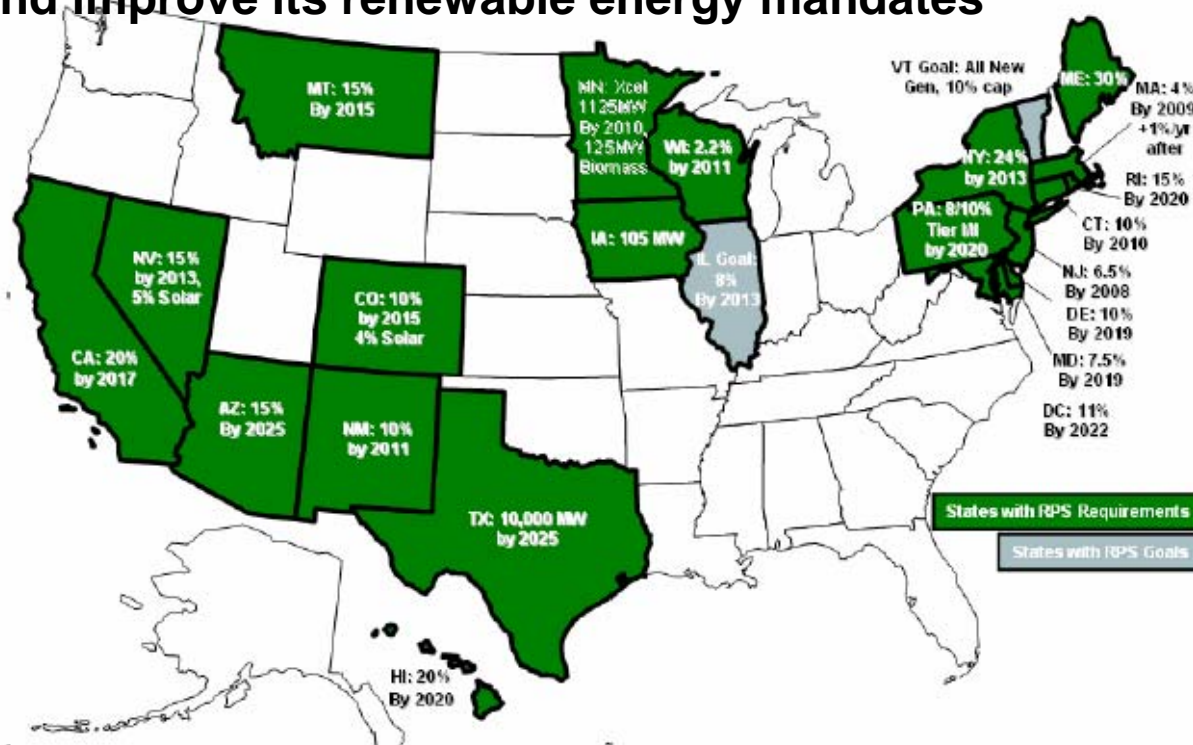 nd improve its renewable energy mandates
MT: 15%
By 2015
MN: Xcel
1125MW
By 2010,
125MW
Biomass
WI: 2.2%
by 2011
VT Goal: All New
Gen, 10% cap
ME: 30%
MA: 4%
By 2009
+1%/yr
after
NY: 24%
by 2013
RI: 15%
By 2020
PA: 8/10%
Tier I/II
by 2020
CT: 10%
By 2010
IA: 105 MW
IL Goal:
8%
By 2013
NJ: 6.5%
By 2008
DE: 10%
By 2019
MD: 7.5%
By 2019
DC: 11%
By 2022
NV: 15%
by 2013,
5% Solar
CO: 10%
by 2015
4% Solar
CA: 20%
by 2017
AZ: 15%
By 2025
NM: 10%
by 2011
TX: 10,000 MW
by 2025
HI: 20%
By 2020
States with RPS Requirements
States with RPS Goals